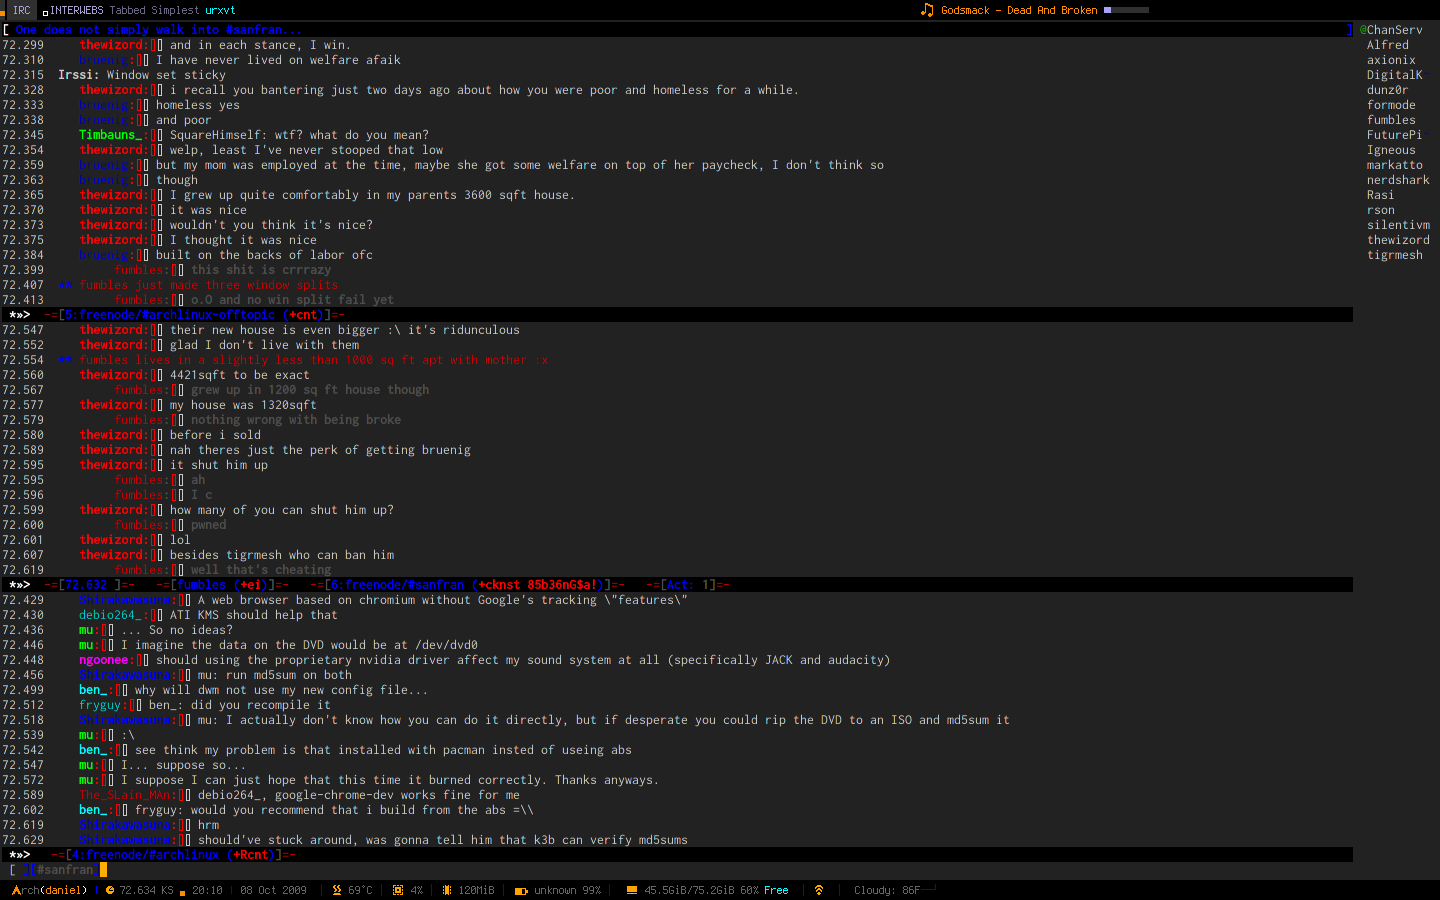 IRC INTERWEBS Tabbed Simplest urxvt Godsmack - Dead And Broken
[ One does not simply walk into #sanfran... ]
72.299 thewizord:[] and in each stance, I win.
72.310 bruenig:[] I have never lived on welfare afaik
72.315 Irssi: Window set sticky
72.328 thewizord:[] i recall you bantering just two days ago about how you were poor and homeless for a while.
72.333 bruenig:[] homeless yes
72.338 bruenig:[] and poor
72.345 Timbauns_:[] SquareHimself: wtf? what do you mean?
72.354 thewizord:[] welp, least I've never stooped that low
72.359 bruenig:[] but my mom was employed at the time, maybe she got some welfare on top of her paycheck, I don't think so
72.363 bruenig:[] though
72.365 thewizord:[] I grew up quite comfortably in my parents 3600 sqft house.
72.370 thewizord:[] it was nice
72.373 thewizord:[] wouldn't you think it's nice?
72.375 thewizord:[] I thought it was nice
72.384 bruenig:[] built on the backs of labor ofc
72.399 fumbles:[] this shit is crrrazy
72.407 ** fumbles just made three window splits
72.413 fumbles:[] o.O and no win split fail yet
*»> -=[5:freenode/#archlinux-offtopic (+cnt)]=-
72.547 thewizord:[] their new house is even bigger :\ it's ridunculous
72.552 thewizord:[] glad I don't live with them
72.554 ** fumbles lives in a slightly less than 1000 sq ft apt with mother :x
72.560 thewizord:[] 4421sqft to be exact
72.567 fumbles:[] grew up in 1200 sq ft house though
72.577 thewizord:[] my house was 1320sqft
72.579 fumbles:[] nothing wrong with being broke
72.580 thewizord:[] before i sold
72.589 thewizord:[] nah theres just the perk of getting bruenig
72.595 thewizord:[] it shut him up
72.595 fumbles:[] ah
72.596 fumbles:[] I c
72.599 thewizord:[] how many of you can shut him up?
72.600 fumbles:[] pwned
72.601 thewizord:[] lol
72.607 thewizord:[] besides tigrmesh who can ban him
72.619 fumbles:[] well that's cheating
*»> -=[72.632 ]=- -=[fumbles (+ei)]=- -=[6:freenode/#sanfran (+cknst 85b36nG$a!)]=- -=[Act: 1]=-
72.429 Shirakawasuna:[] A web browser based on chromium without Google's tracking \"features\"
72.430 debio264_:[] ATI KMS should help that
72.436 mu:[] ... So no ideas?
72.446 mu:[] I imagine the data on the DVD would be at /dev/dvd0
72.448 ngoonee:[] should using the proprietary nvidia driver affect my sound system at all (specifically JACK and audacity)
72.456 Shirakawasuna:[] mu: run md5sum on both
72.499 ben_:[] why will dwm not use my new config file...
72.512 fryguy:[] ben_: did you recompile it
72.518 Shirakawasuna:[] mu: I actually don't know how you can do it directly, but if desperate you could rip the DVD to an ISO and md5sum it
72.539 mu:[] :\
72.542 ben_:[] see think my problem is that installed with pacman insted of useing abs
72.547 mu:[] I... suppose so...
72.572 mu:[] I suppose I can just hope that this time it burned correctly. Thanks anyways.
72.589 The_SLain_MAn:[] debio264_, google-chrome-dev works fine for me
72.602 ben_:[] fryguy: would you recommend that i build from the abs =\\
72.619 Shirakawasuna:[] hrm
72.629 Shirakawasuna:[] should've stuck around, was gonna tell him that k3b can verify md5sums
*»> -=[4:freenode/#archlinux (+Rcnt)]=-
[ ][#sanfran]
@ChanServ
Alfred
axionix
DigitalK
dunz0r
formode
fumbles
FuturePi
Igneous
markatto
nerdshark
Rasi
rson
silentivm
thewizord
tigrmesh
Arch(daniel) 72.634 KS 20:10 08 Oct 2009 69°C 4% 120MiB unknown 99% 45.5GiB/75.2GiB 60% Free Cloudy: 86F